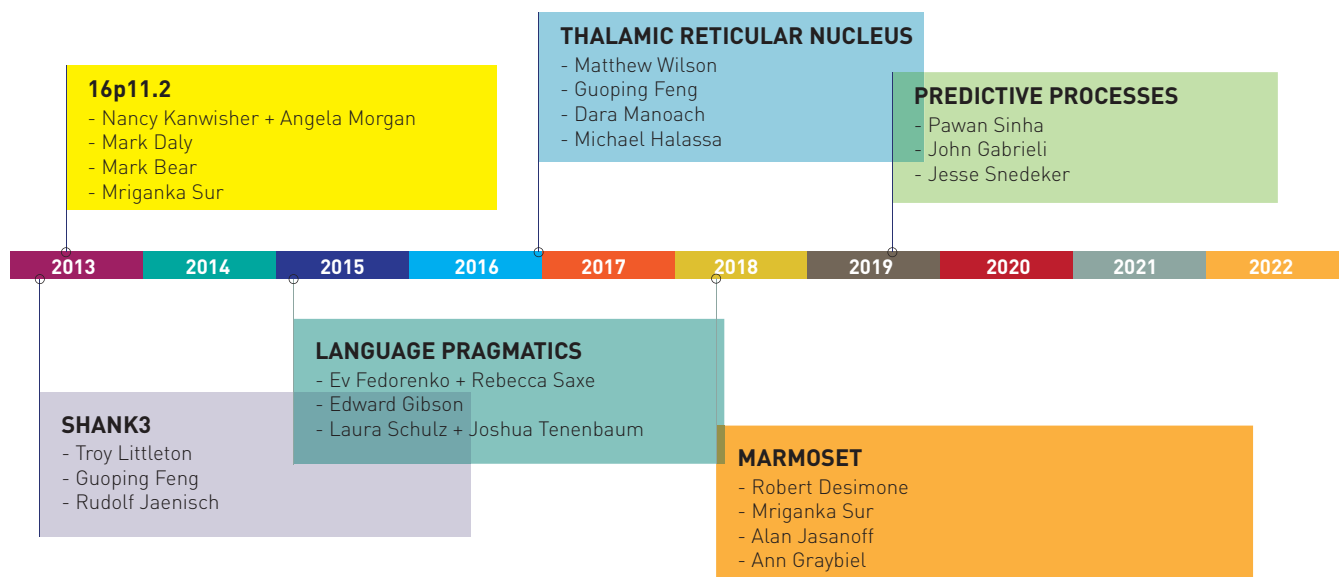 THALAMIC RETICULAR NUCLEUS
- Matthew Wilson
- Guoping Feng
- Dara Manoach
- Michael Halassa
16p11.2
- Nancy Kanwisher + Angela Morgan
- Mark Daly
- Mark Bear
- Mriganka Sur
PREDICTIVE PROCESSES
- Pawan Sinha
- John Gabrieli
- Jesse Snedeker
2013 2014 2015 2016 2017 2018 2019 2020 2021 2022
LANGUAGE PRAGMATICS
- Ev Fedorenko + Rebecca Saxe
- Edward Gibson
- Laura Schulz + Joshua Tenenbaum
SHANK3
- Troy Littleton
- Guoping Feng
- Rudolf Jaenisch
MARMOSET
- Robert Desimone
- Mriganka Sur
- Alan Jasanoff
- Ann Graybiel